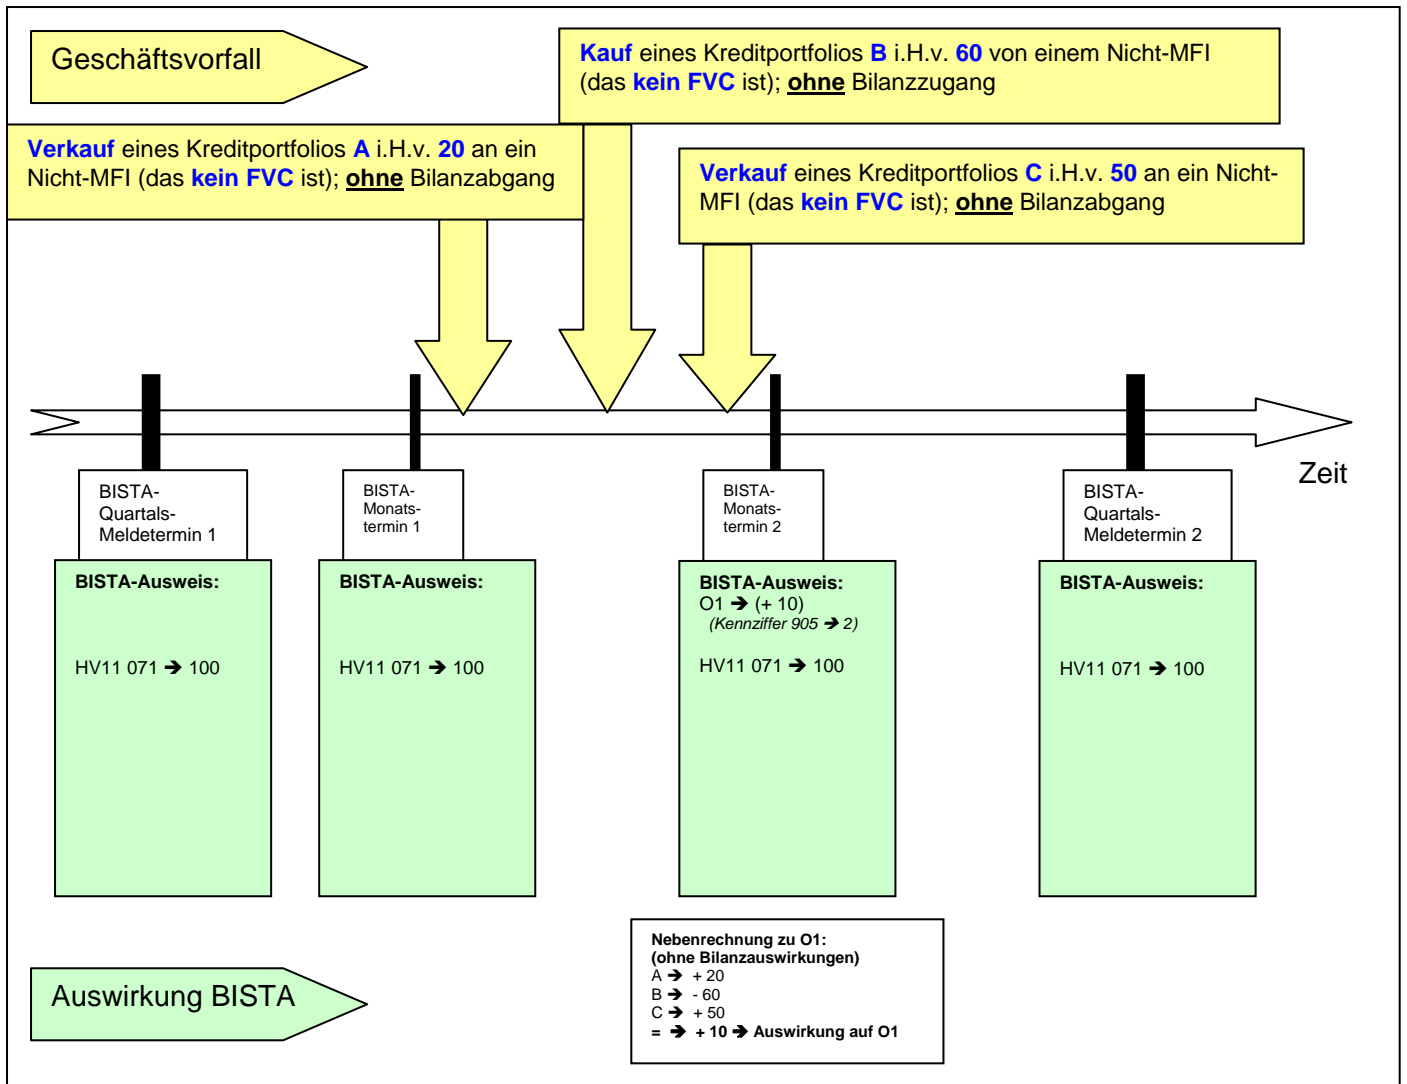 Geschäftsvorfall
Kauf eines Kreditportfolios B i.H.v. 60 von einem Nicht-MFI
(das kein FVC ist); ohne Bilanzzugang
Verkauf eines Kreditportfolios A i.H.v. 20 an ein
Nicht-MFI (das kein FVC ist); ohne Bilanzabgang
Verkauf eines Kreditportfolios C i.H.v. 50 an ein Nicht-
MFI (das kein FVC ist); ohne Bilanzabgang
Zeit
BISTA-
Quartals-
Meldetermin 1
BISTA-Ausweis:
HV11 071 ➔ 100
BISTA-
Monats-
termin 1
BISTA-Ausweis:
HV11 071 ➔ 100
BISTA-
Monats-
termin 2
BISTA-Ausweis:
O1 ➔ (+ 10)
(Kennziffer 905 ➔ 2)
HV11 071 ➔ 100
BISTA-
Quartals-
Meldetermin 2
BISTA-Ausweis:
HV11 071 ➔ 100
Nebenrechnung zu O1:
(ohne Bilanzauswirkungen)
A ➔ + 20
B ➔ - 60
C ➔ + 50
= ➔ + 10 ➔ Auswirkung auf O1
Auswirkung BISTA